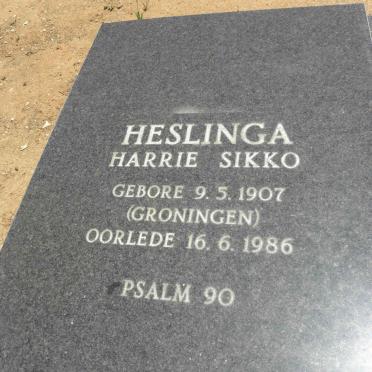 HESLINGA
HARRIE SIKKO
GEBORE 9.5.1907
(GRONINGEN)
OORLEDE 16.6.1986
PSALM 90